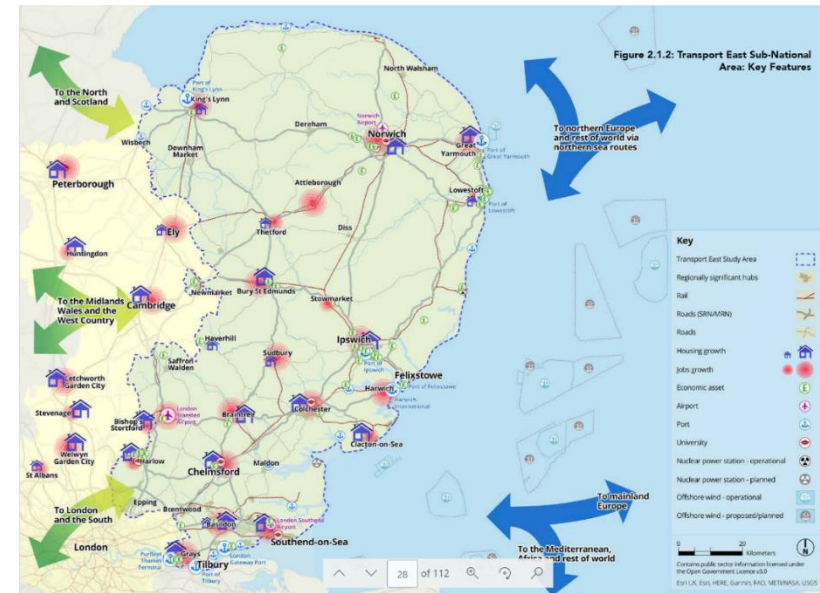 Figure 2.1.2: Transport East Sub-National
Area: Key Features
To the North
and Scotland
Port of
King's Lynn
King's Lynn
North Walsham
Norwich
Airport
Norwich
Dereham
Wisbech
Downham
Market
Great
Yarmouth
Port of
Great Yarmouth
To northern Europe
and rest of world via
northern sea routes
Peterborough
Attleborough
Lowestoft
Port of
Lowestoft
Ely
Thetford
Diss
Huntingdon
To the Midlands
Wales and the
West Country
Cambridge
Newmarket
Bury St Edmunds
Stowmarket
Haverhill
Ipswich
Port of
Ipswich
Saffron
Walden
Sudbury
Felixstowe
Port of Felixstowe
Letchworth
Garden City
Harwich
Harwich
International
Stevenage
Bishop's
Stortford
London
Stansted
Airport
Braintree
Colchester
Clacton-on-Sea
Welwyn
Garden City
St Albans
Harlow
Chelmsford
Maldon
Epping
To London
and the South
Brentwood
Basildon
London Southend
Airport
Southend-on-Sea
London
Purfleet
Thames
Terminal
Grays
Tilbury
Port of
Tilbury
London
Gateway Port
To mainland
Europe
To the Mediterranean,
Africa and rest of world
Key
Transport East Study Area
Regionally significant hubs
Rail
Roads (SRN/MRN)
Roads
Housing growth
Jobs growth
Economic asset
£
Airport
Port
University
Nuclear power station - operational
Nuclear power station - planned
Offshore wind - operational
Offshore wind - proposed/planned
0 20
Kilometers
N
Contains public sector information licensed under
the Open Government Licence v3.0
Esri UK, Esri, HERE, Garmin, FAO, METI/NASA, USGS
28 of 112